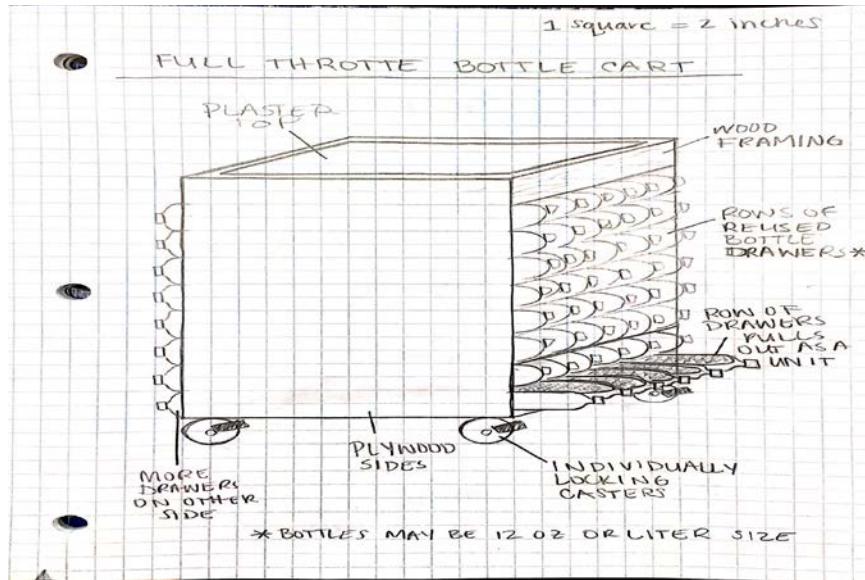 1 square = 2 inches
FULL THROTTE BOTTLE CART
PLASTER
TOP
WOOD
FRAMING
ROWS OF
REUSED
BOTTLE
DRAWERS*
ROW OF
DRAWERS
PULLS
OUT AS A
UNIT
MORE
DRAWERS
ON OTHER
SIDE
PLYWOOD
SIDES
INDIVIDUALLY
LOCKING
CASTERS
*BOTTLES MAY BE 12 OZ OR LITER SIZE